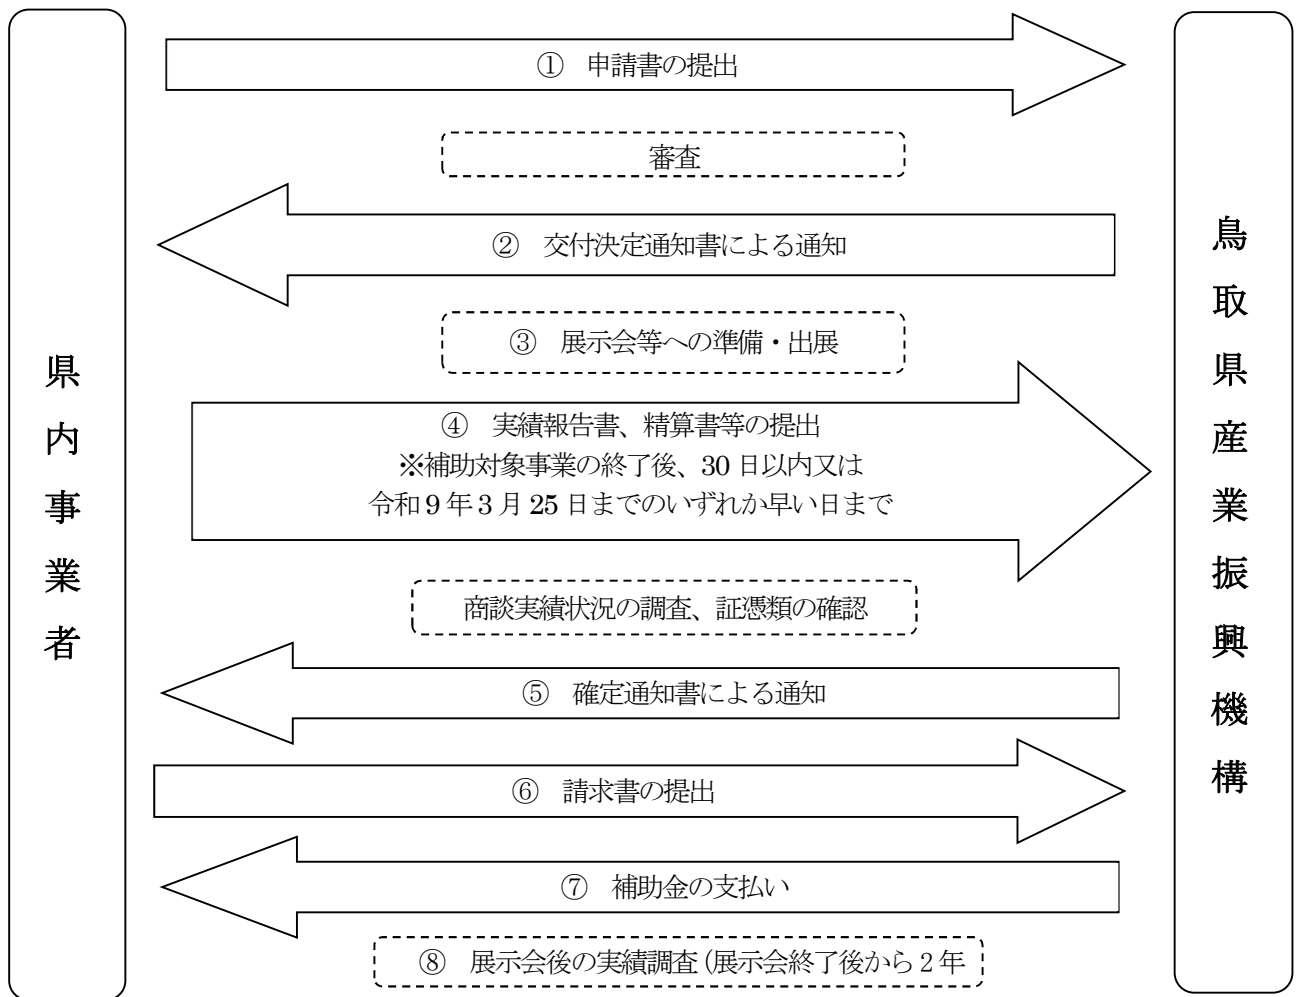 県内事業者
① 申請書の提出
審査
② 交付決定通知書による通知
③ 展示会等への準備・出展
④ 実績報告書、精算書等の提出
※補助対象事業の終了後、30日以内又は
令和9年3月25日までのいずれか早い日まで
商談実績状況の調査、証憑類の確認
⑤ 確定通知書による通知
⑥ 請求書の提出
⑦ 補助金の支払い
⑧ 展示会後の実績調査(展示会終了後から2年
鳥取県産業振興機構